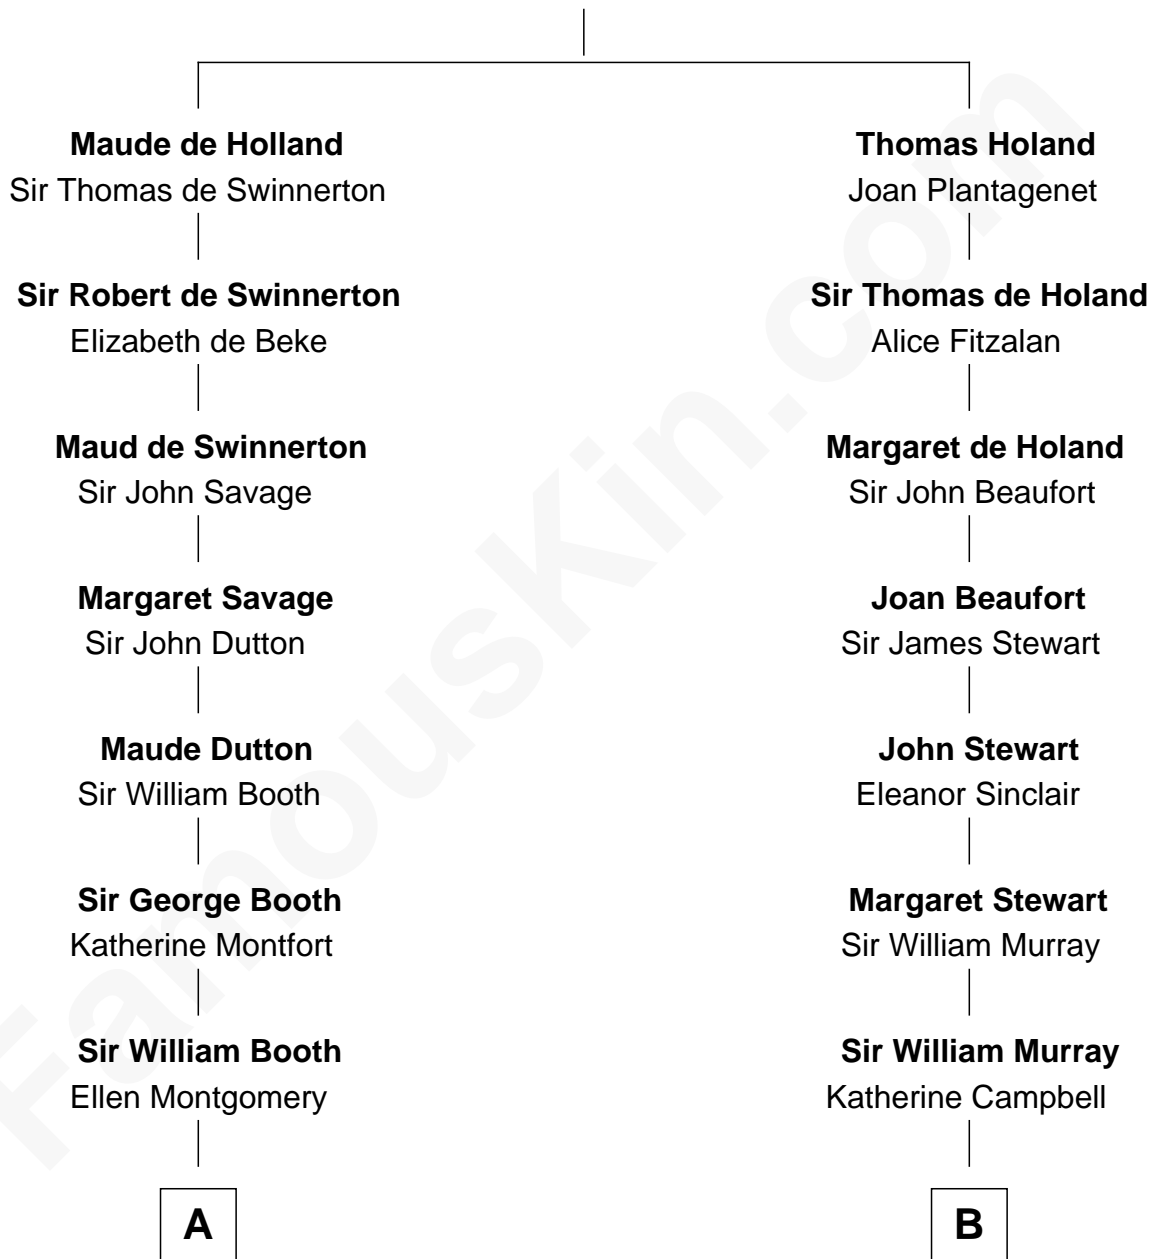 Maude de Holland
Sir Thomas de Swinnerton
Sir Robert de Swinnerton
Elizabeth de Beke
Maud de Swinnerton
Sir John Savage
Margaret Savage
Sir John Dutton
Maude Dutton
Sir William Booth
Sir George Booth
Katherine Montfort
Sir William Booth
Ellen Montgomery
A
Thomas Holand
Joan Plantagenet
Sir Thomas de Holand
Alice Fitzalan
Margaret de Holand
Sir John Beaufort
Joan Beaufort
Sir James Stewart
John Stewart
Eleanor Sinclair
Margaret Stewart
Sir William Murray
Sir William Murray
Katherine Campbell
B
FamousKin.com